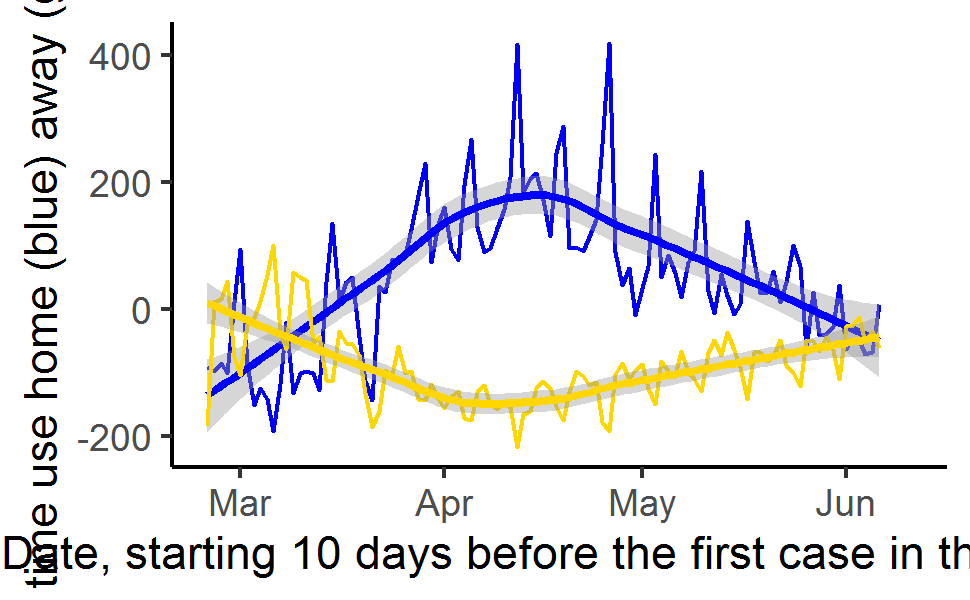 time use home (blue) away (
400
200
0
-200
Mar Apr May Jun
Date, starting 10 days before the first case in th